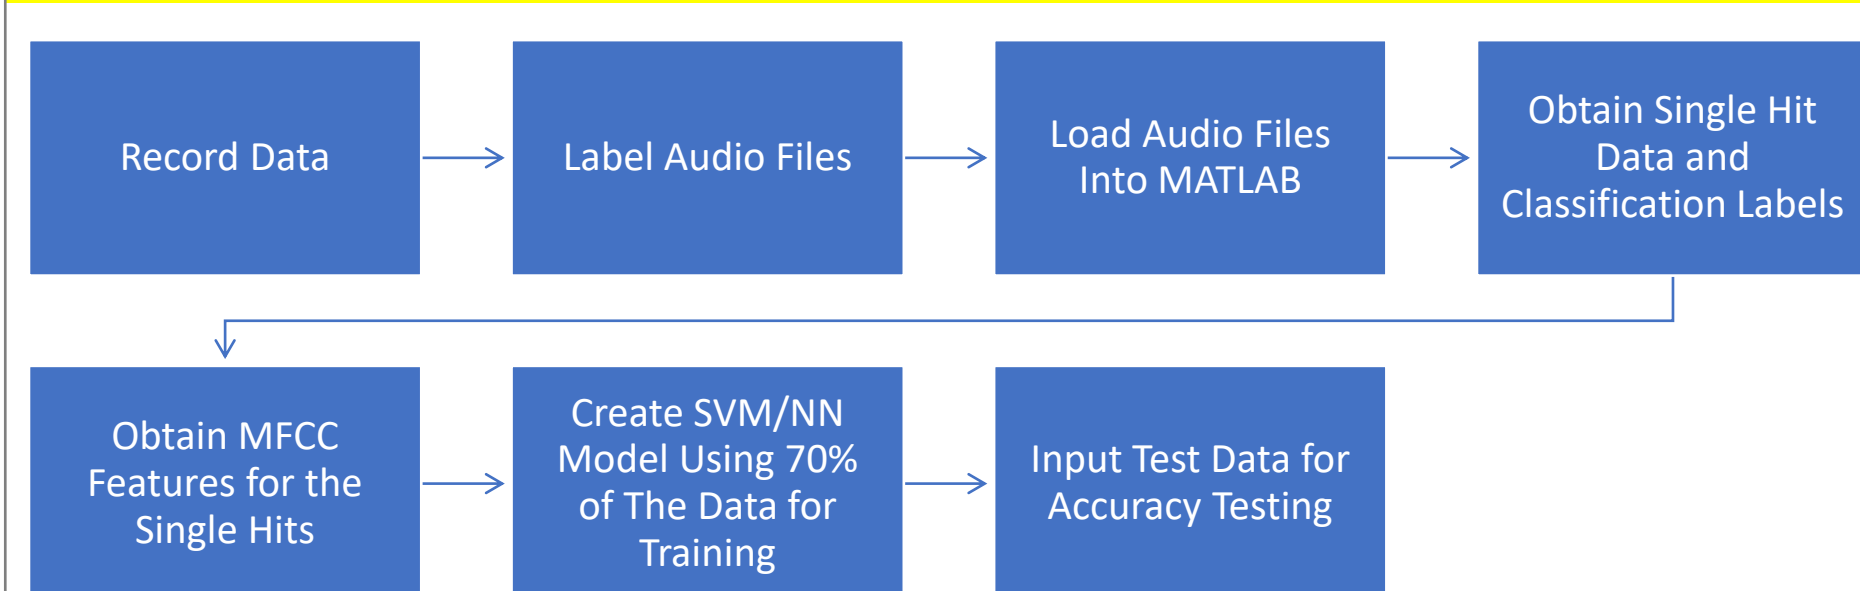 Record Data
Label Audio Files
Load Audio Files
Into MATLAB
Obtain Single Hit
Data and
Classification Labels
Obtain MFCC
Features for the
Single Hits
Create SVM/NN
Model Using 70%
of The Data for
Training
Input Test Data for
Accuracy Testing